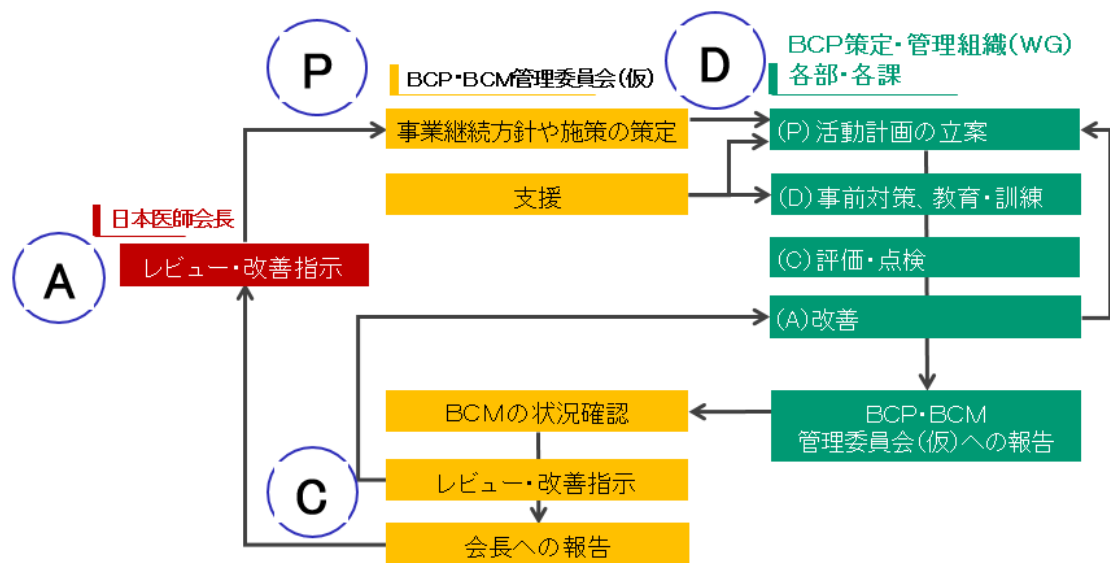 P
BCP・BCM管理委員会(仮)
事業継続方針や施策の策定
支援
D
BCP策定・管理組織(WG)
各部・各課
(P)活動計画の立案
(D)事前対策、教育・訓練
(C)評価・点検
(A)改善
BCP・BCM
管理委員会(仮)への報告
A
日本医師会長
レビュー・改善指示
C
BCMの状況確認
レビュー・改善指示
会長への報告